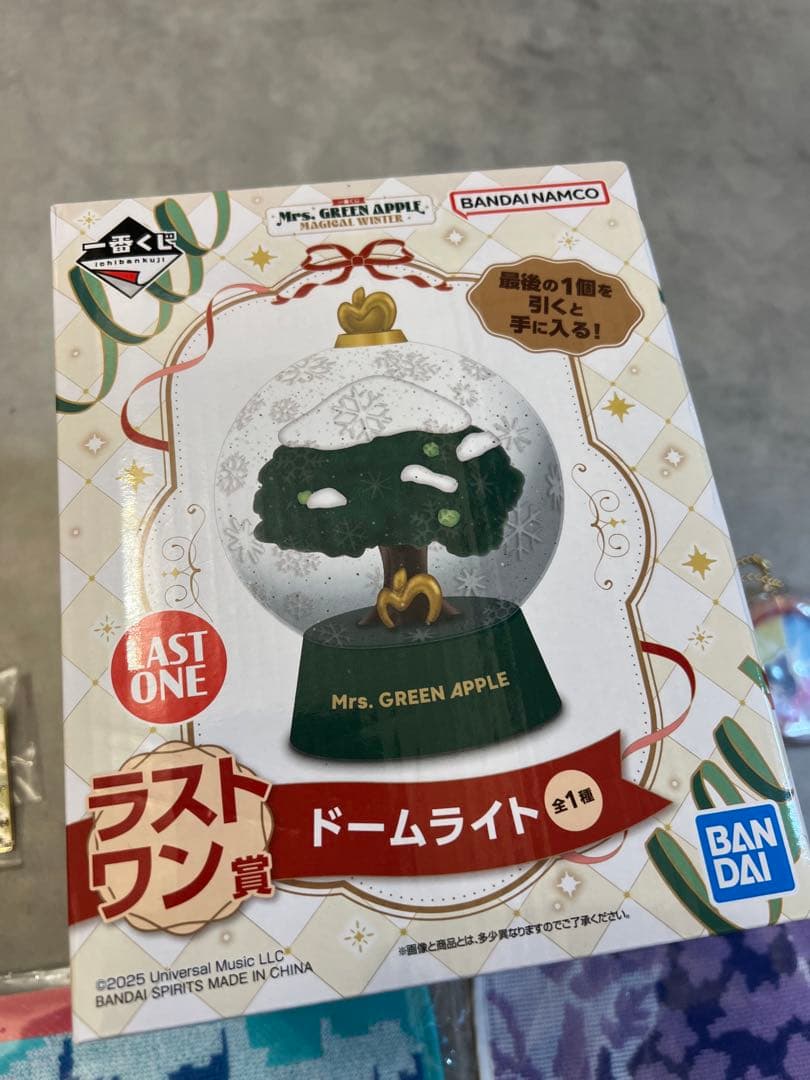 一番くじ
ichibankuji
一番くじ
Mrs. GREEN APPLE
MAGICAL WINTER
BANDAI NAMCO
最後の1個を
引くと
手に入る!
Mrs. GREEN APPLE
LAST
ONE
ラスト
ワン賞
ドームライト
全1種
BAN
DAI
※画像と商品とは、多少異なりますのでご了承ください。
©2025 Universal Music LLC
BANDAI SPIRITS MADE IN CHINA